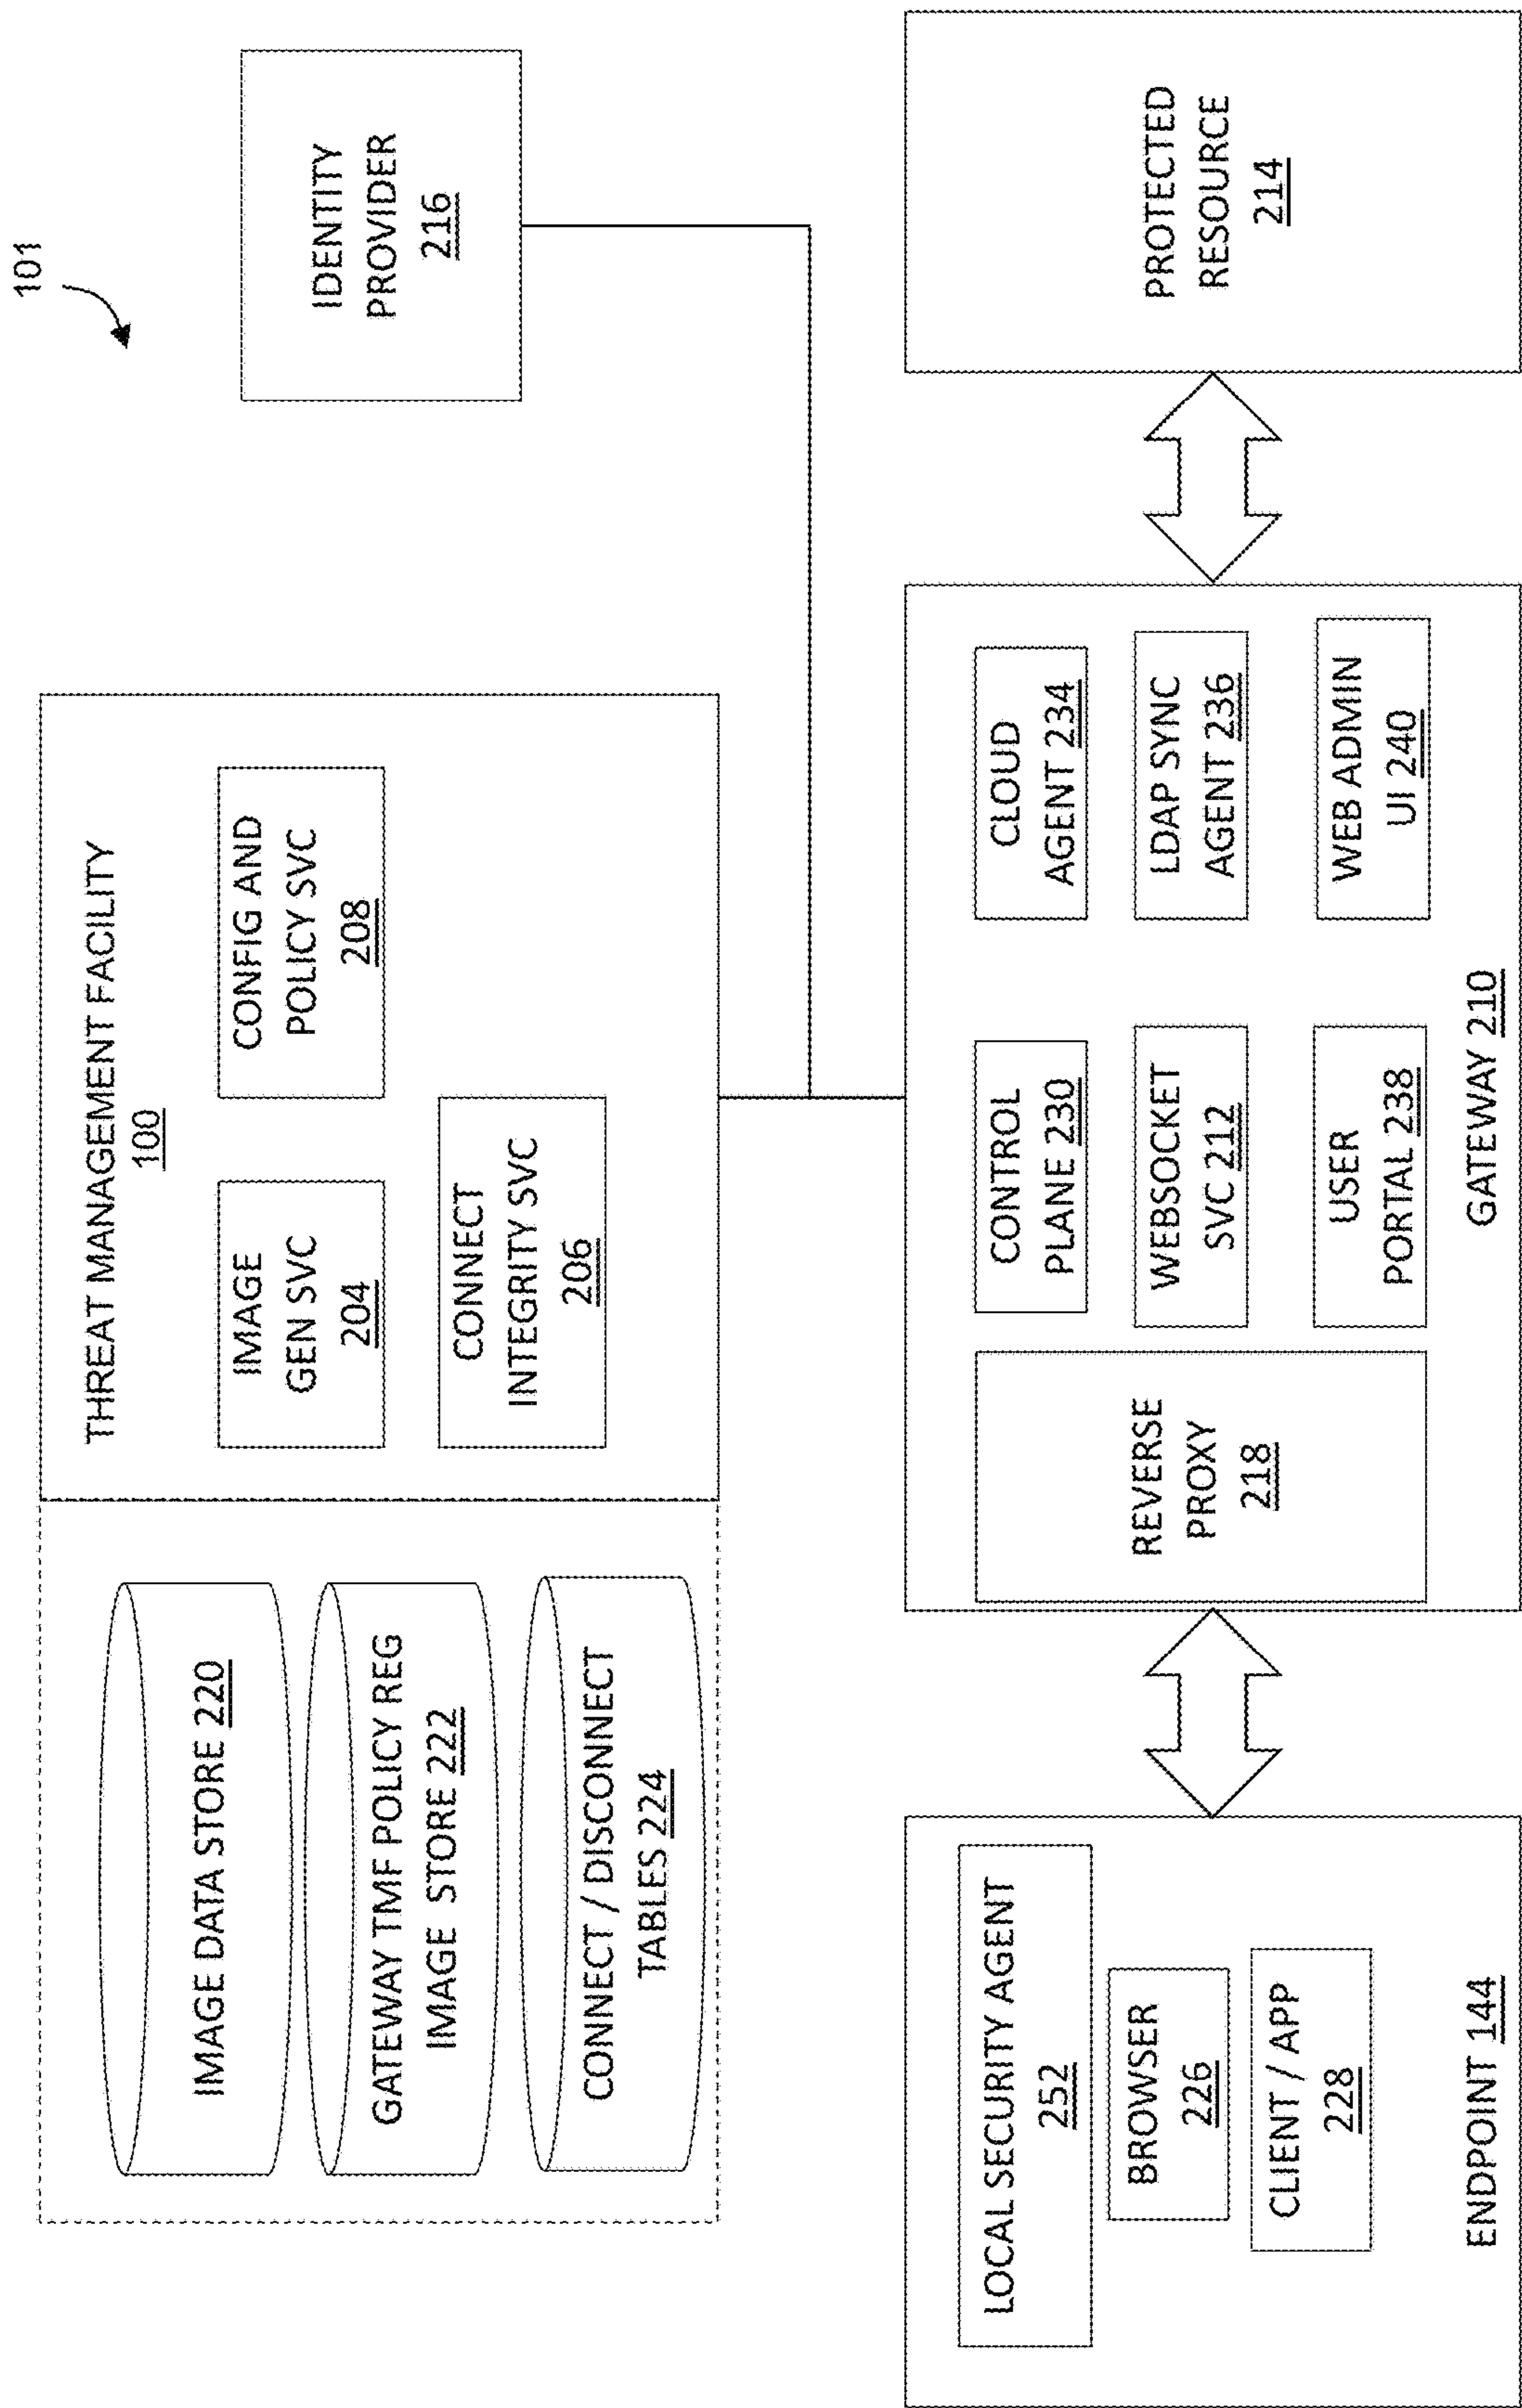 101
THREAT MANAGEMENT FACILITY
100
IMAGE DATA STORE 220
GATEWAY TMF POLICY REG
IMAGE STORE 222
CONNECT / DISCONNECT
TABLES 224
IMAGE
GEN SVC
204
CONFIG AND
POLICY SVC
208
CONNECT
INTEGRITY SVC
206
IDENTITY
PROVIDER
216
LOCAL SECURITY AGENT
252
BROWSER
226
CLIENT / APP
228
ENDPOINT 144
REVERSE
PROXY
218
CONTROL
PLANE 230
CLOUD
AGENT 234
WEBSOCKET
SVC 212
LDAP SYNC
AGENT 236
USER
PORTAL 238
WEB ADMIN
UI 240
GATEWAY 210
PROTECTED
RESOURCE
214